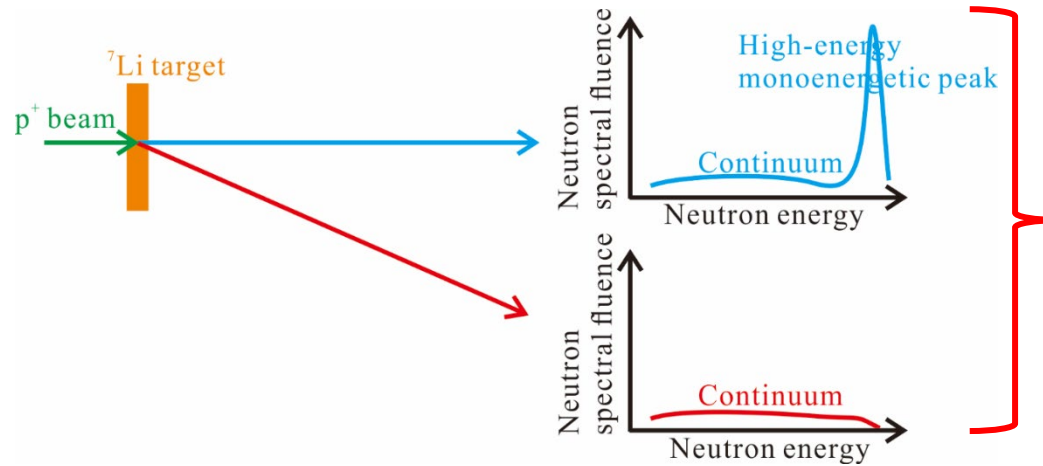 ⁷Li target
p⁺ beam
Neutron
spectral fluence
High-energy
monoenergetic peak
Continuum
Neutron energy
Neutron
spectral fluence
Continuum
Neutron energy